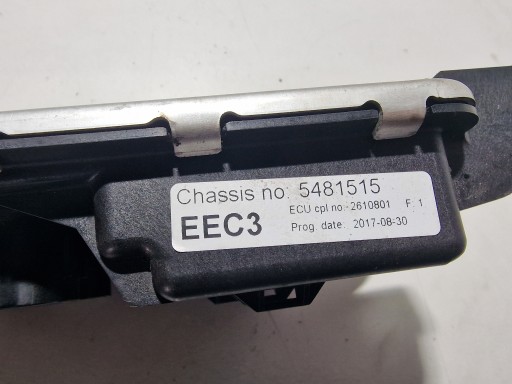 Chassis no: 5481515
ECU cpl no: 2610801 F: 1
EEC3 Prog. date: 2017-08-30